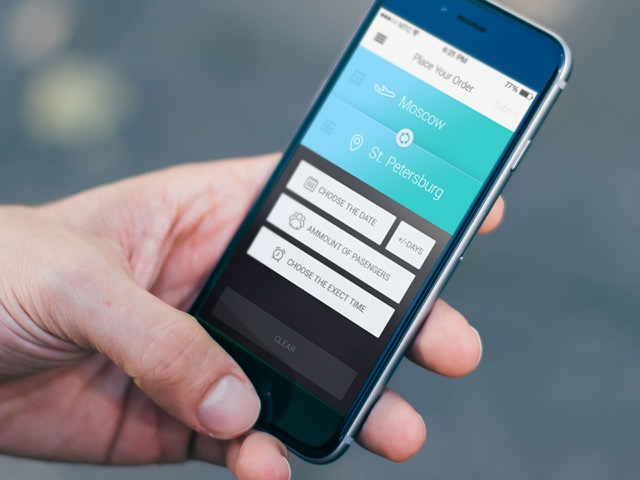 MTC
4:21 PM
77%
Place Your Order
Submit
Moscow
St. Petersburg
CHOOSE THE DATE
+/-DAYS
AMMOUNT OF PASENGERS
CHOOSE THE EXECT TIME
CLEAR